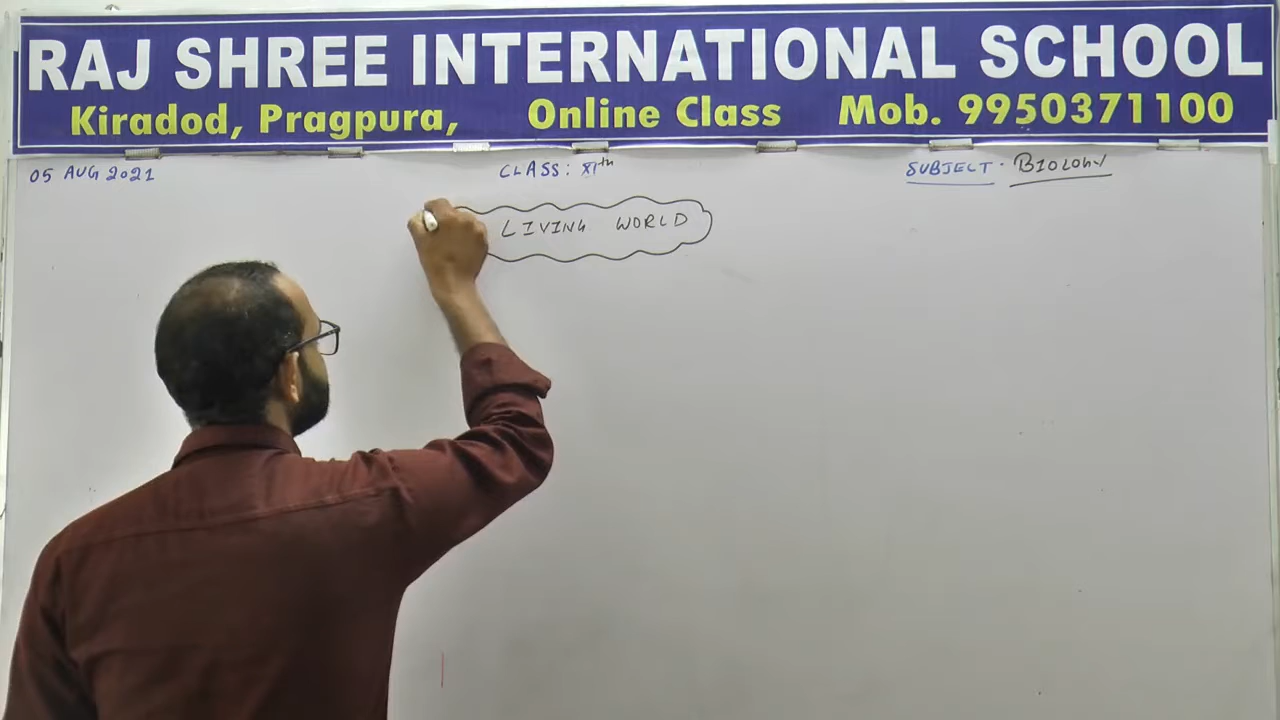 RAJ SHREE INTERNATIONAL SCHOOL
Kiradod, Pragpura, Online Class Mob. 9950371100
05 AUG 2021 CLASS: XIth SUBJECT - BIOLOGY
LIVING WORLD